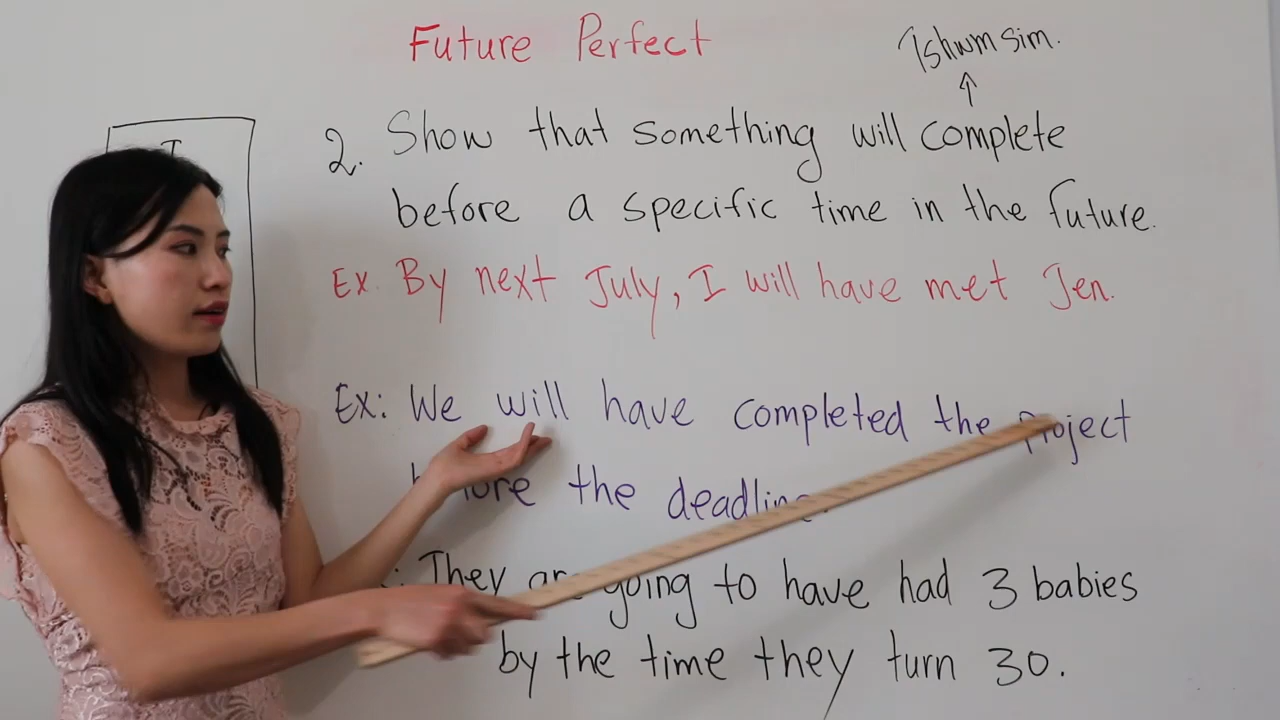 Future Perfect
Tshwm sim.
I
2. Show that something will complete
before a specific time in the future.
Ex. By next July, I will have met Jen.
Ex: We will have completed the project
before the deadline.
They are going to have had 3 babies
by the time they turn 30.